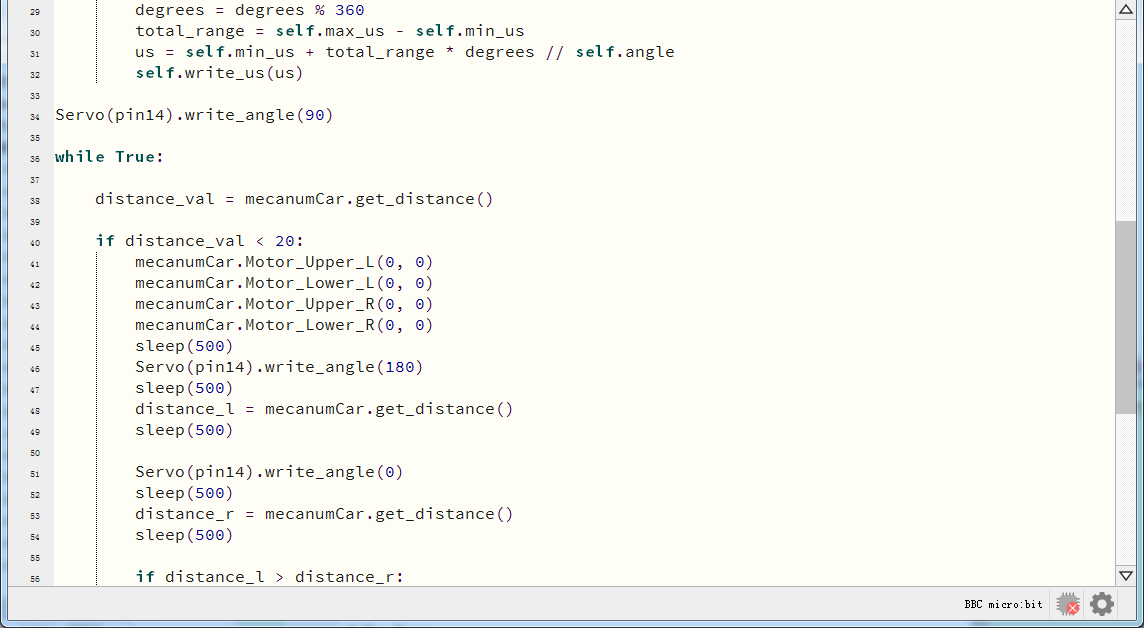 29 degrees = degrees % 360
30 total_range = self.max_us - self.min_us
31 us = self.min_us + total_range * degrees // self.angle
32 self.write_us(us)
33
34 Servo(pin14).write_angle(90)
35
36 while True:
37
38 distance_val = mecanumCar.get_distance()
39
40 if distance_val < 20:
41 mecanumCar.Motor_Upper_L(0, 0)
42 mecanumCar.Motor_Lower_L(0, 0)
43 mecanumCar.Motor_Upper_R(0, 0)
44 mecanumCar.Motor_Lower_R(0, 0)
45 sleep(500)
46 Servo(pin14).write_angle(180)
47 sleep(500)
48 distance_l = mecanumCar.get_distance()
49 sleep(500)
50
51 Servo(pin14).write_angle(0)
52 sleep(500)
53 distance_r = mecanumCar.get_distance()
54 sleep(500)
55
56 if distance_l > distance_r:
BBC micro:bit